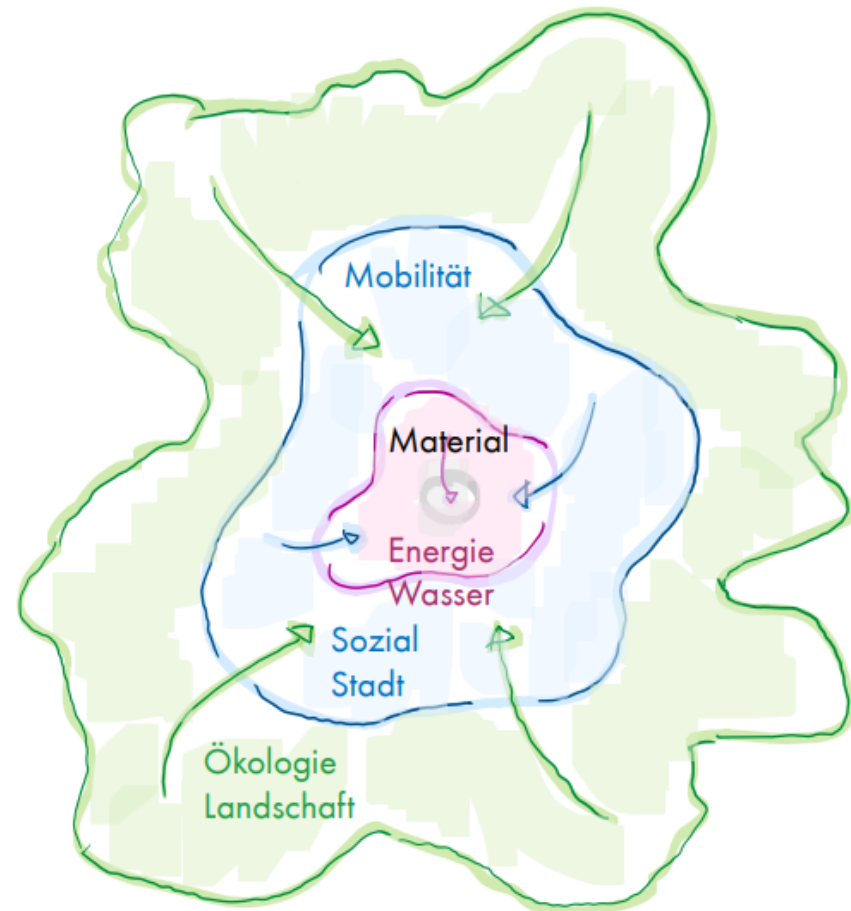 Mobilität
Material
Energie
Wasser
Sozial
Stadt
Ökologie
Landschaft